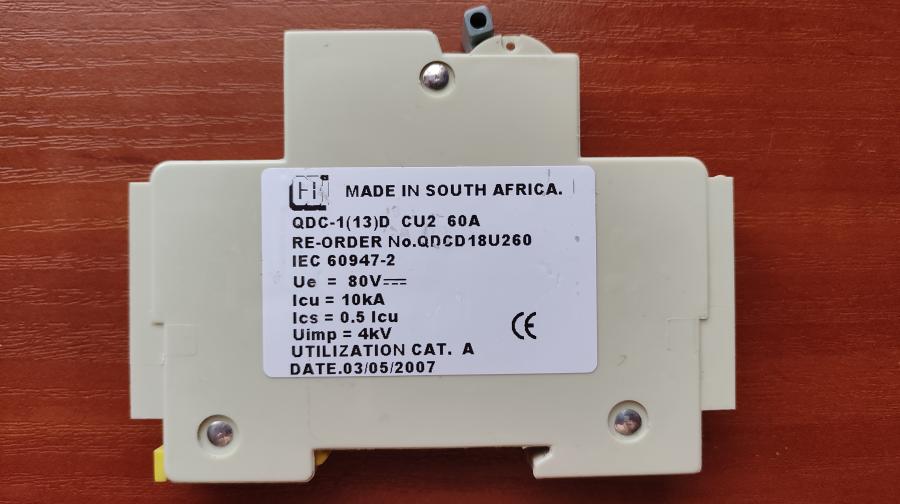 MADE IN SOUTH AFRICA.
QDC-1(13)D CU2 60A
RE-ORDER No.QDCD18U260
IEC 60947-2
Ue = 80V⎓
Icu = 10kA
Ics = 0.5 Icu
Uimp = 4kV
CE
UTILIZATION CAT. A
DATE.03/05/2007